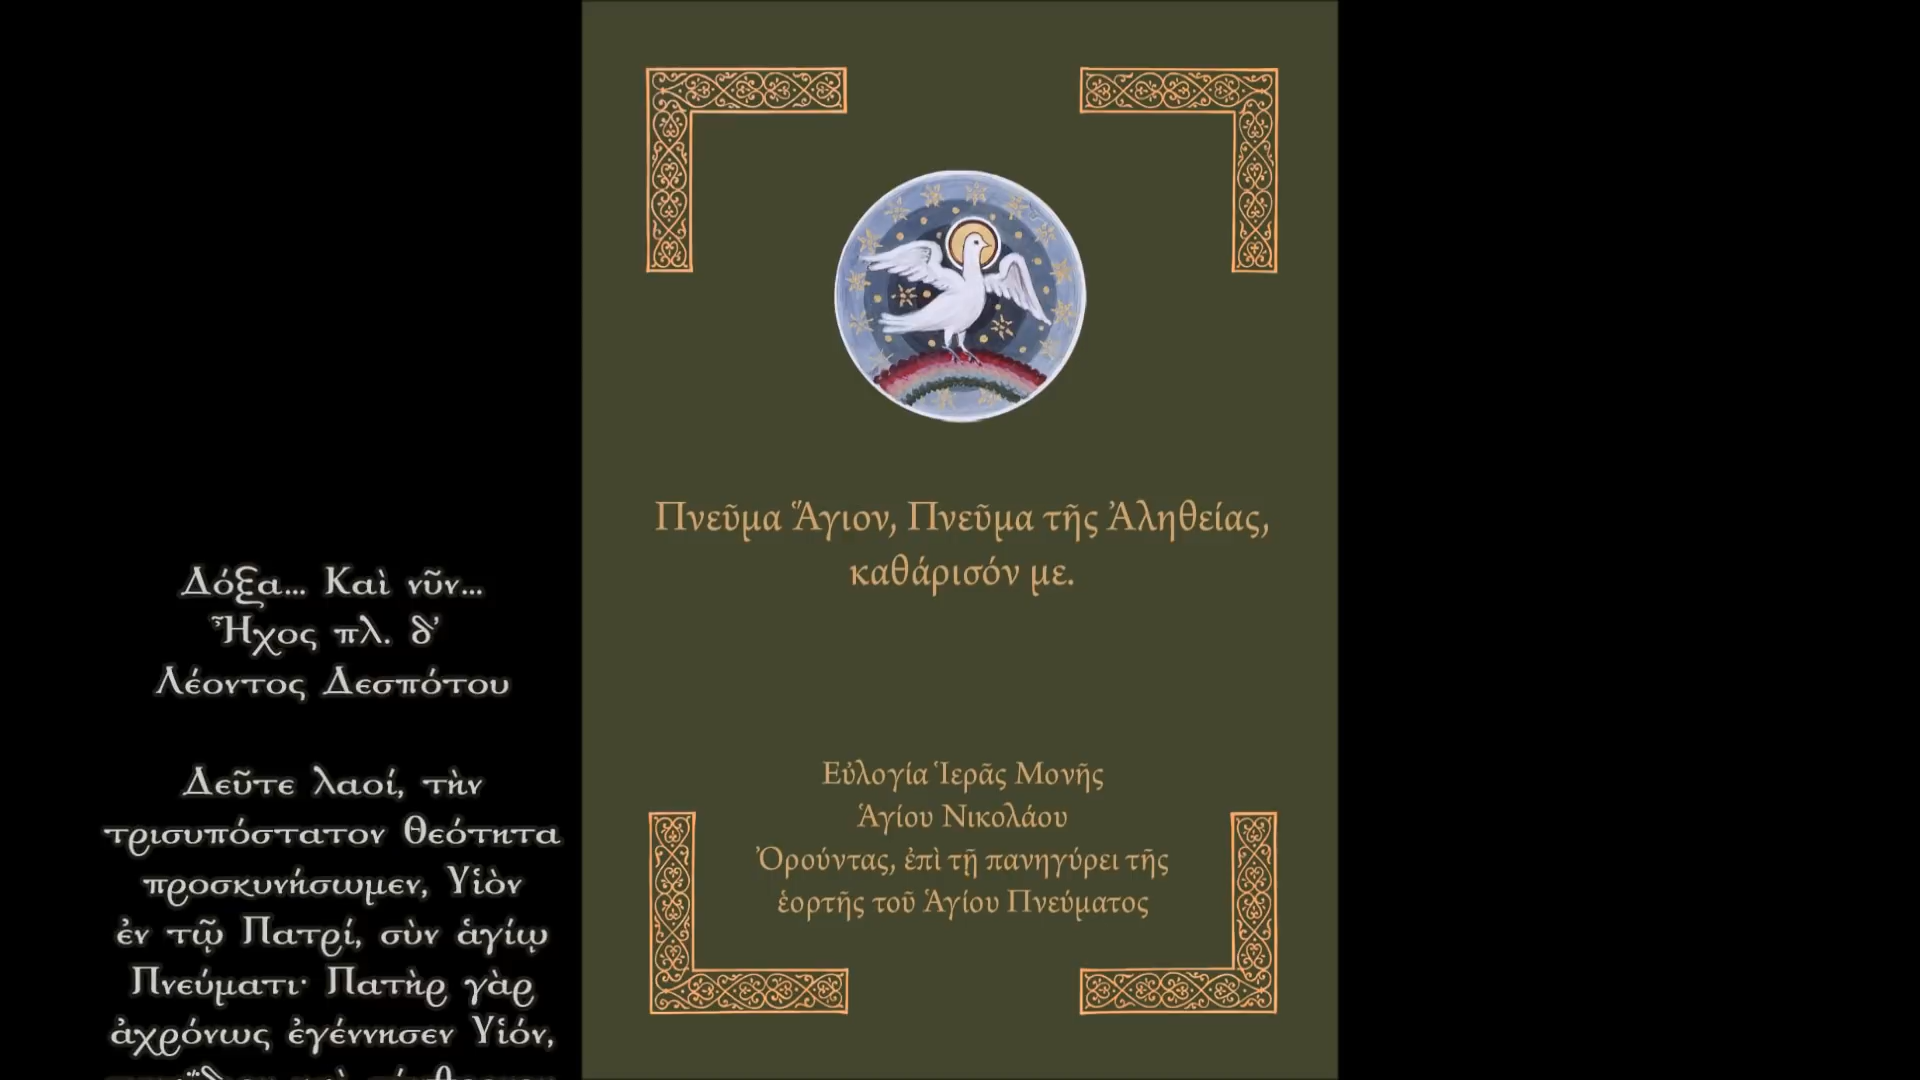 Δόξα... Καὶ νῦν...
Ἦχος πλ. δ'
Λέοντος Δεσπότου
Δεῦτε λαοί, τὴν
τρισυπόστατον Θεότητα
προσκυνήσωμεν, Υἱὸν
ἐν τῷ Πατρί, σὺν ἁγίῳ
Πνεύματι· Πατὴρ γὰρ
ἀχρόνως ἐγέννησεν Υἱόν,
Πνεῦμα Ἅγιον, Πνεῦμα τῆς Ἀληθείας,
καθάρισόν με.
Εὐλογία Ἱερᾶς Μονῆς
Ἁγίου Νικολάου
Ὀρούντας, ἐπὶ τῇ πανηγύρει τῆς
ἑορτῆς τοῦ Ἁγίου Πνεύματος